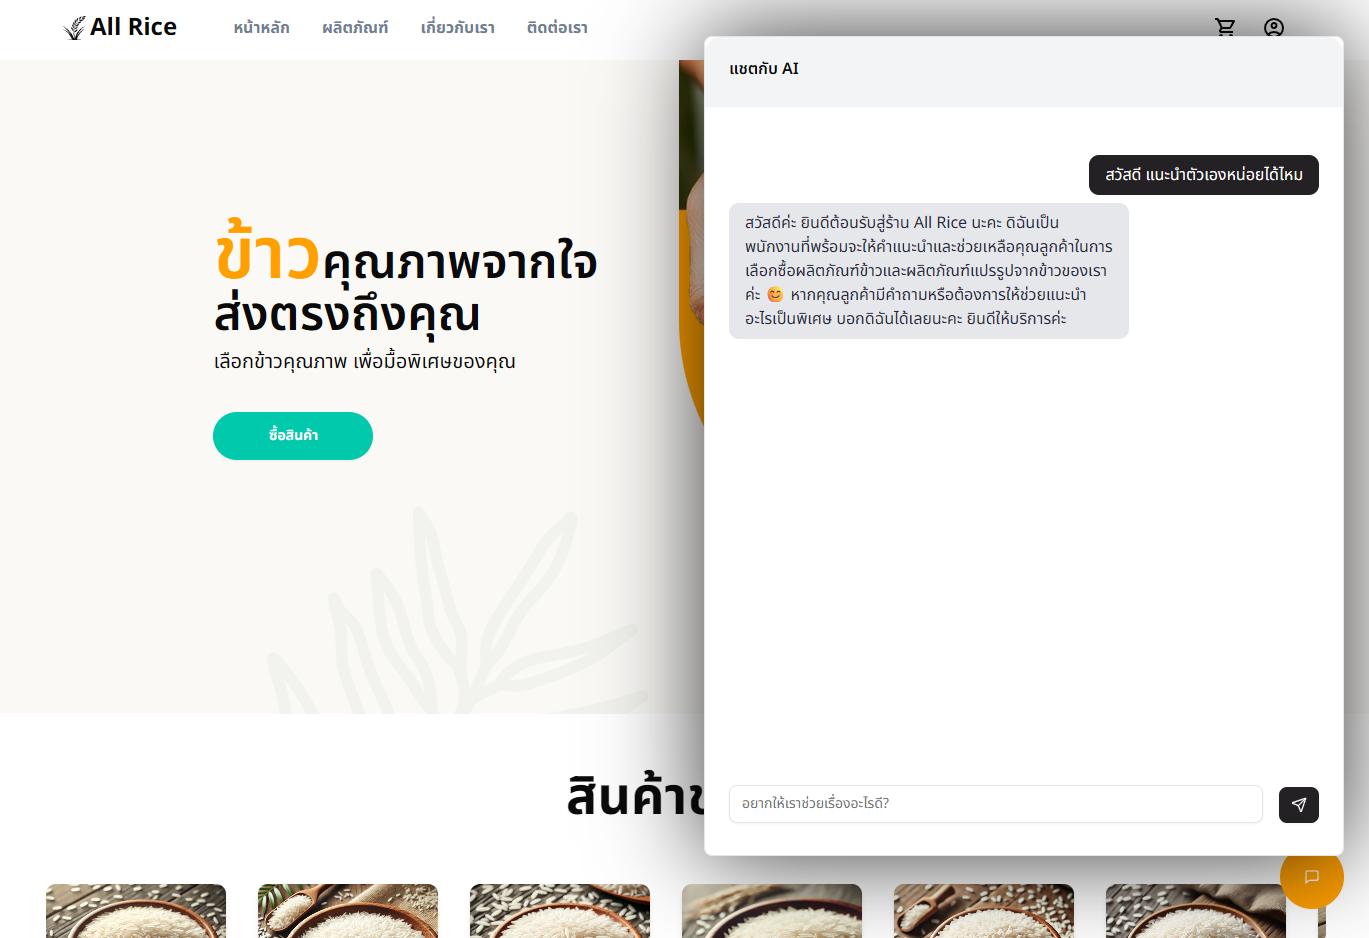 All Rice
หน้าหลัก
ผลิตภัณฑ์
เกี่ยวกับเรา
ติดต่อเรา
ข้าวคุณภาพจากใจ
ส่งตรงถึงคุณ
เลือกข้าวคุณภาพ เพื่อมื้อพิเศษของคุณ
ซื้อสินค้า
แชตกับ AI
สวัสดี แนะนำตัวเองหน่อยได้ไหม
สวัสดีค่ะ ยินดีต้อนรับสู่ร้าน All Rice นะคะ ดิฉันเป็น
พนักงานที่พร้อมจะให้คำแนะนำและช่วยเหลือคุณลูกค้าในการ
เลือกซื้อผลิตภัณฑ์ข้าวและผลิตภัณฑ์แปรรูปจากข้าวของเรา
ค่ะ 😊 หากคุณลูกค้ามีคำถามหรือต้องการให้ช่วยแนะนำ
อะไรเป็นพิเศษ บอกดิฉันได้เลยนะคะ ยินดีให้บริการค่ะ
อยากให้เราช่วยเรื่องอะไรดี?
สินค้า